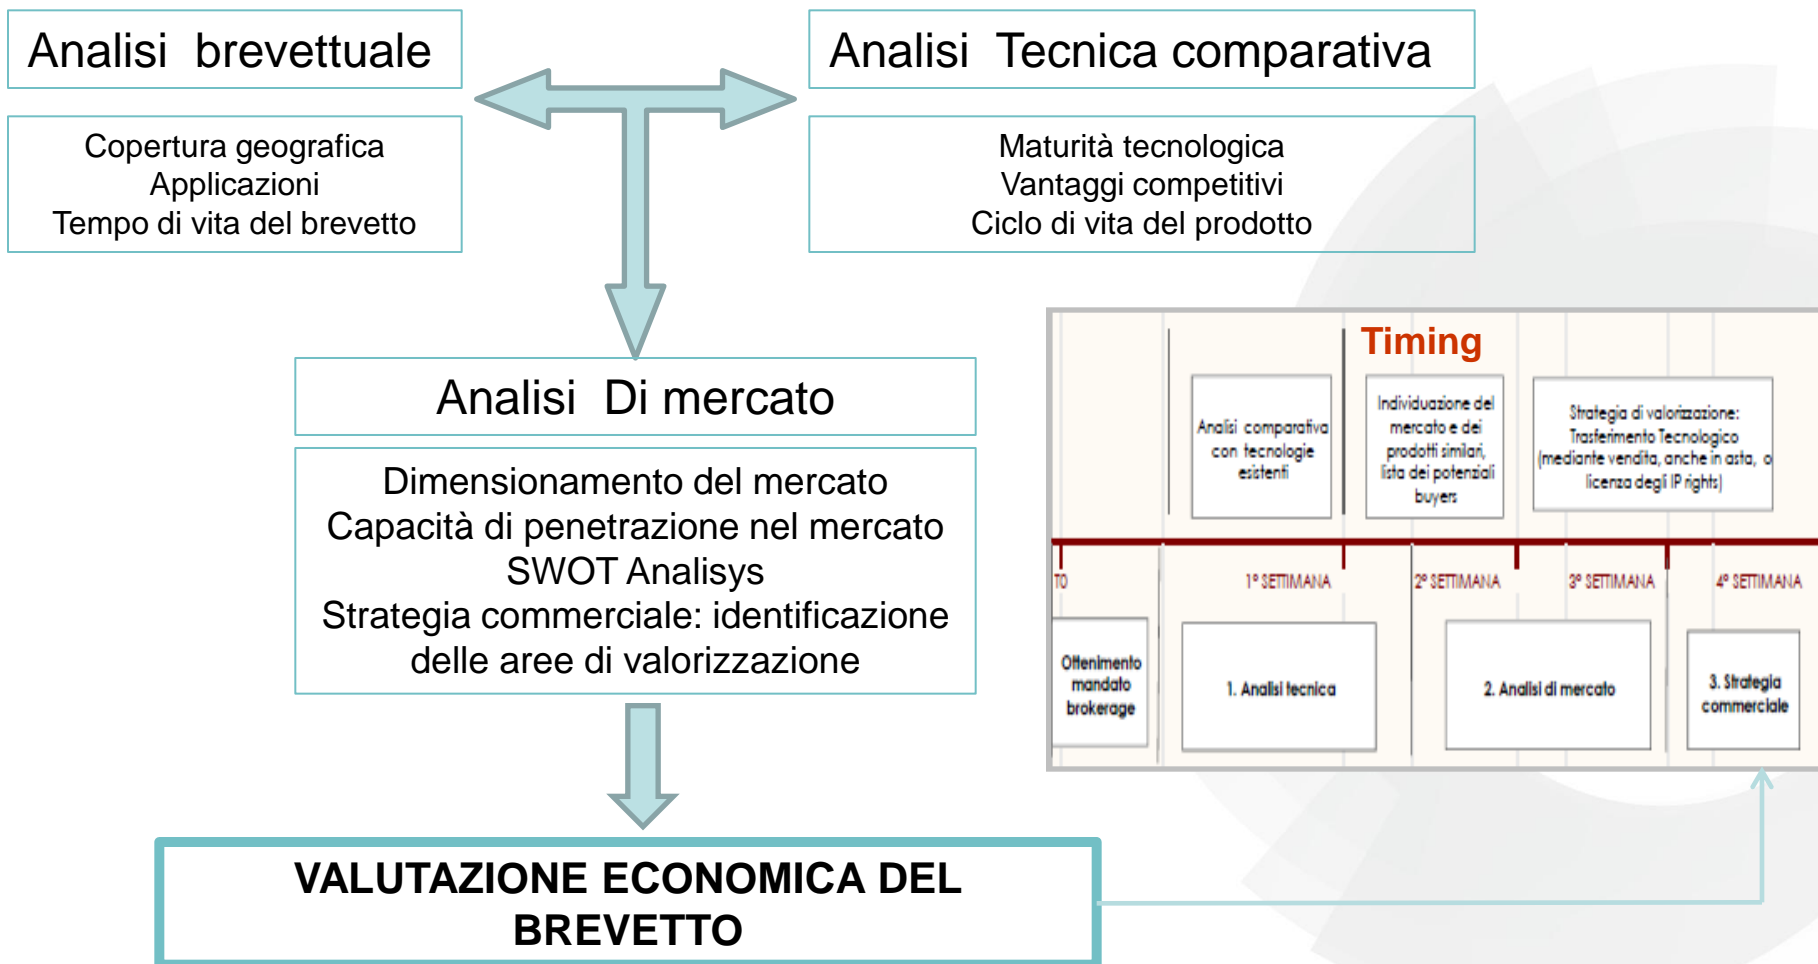 Analisi brevettuale
Analisi Tecnica comparativa
Copertura geografica
Applicazioni
Tempo di vita del brevetto
Maturità tecnologica
Vantaggi competitivi
Ciclo di vita del prodotto
Analisi Di mercato
Dimensionamento del mercato
Capacità di penetrazione nel mercato
SWOT Analisys
Strategia commerciale: identificazione
delle aree di valorizzazione
Timing
Analisi comparativa
con tecnologie
esistenti
Individuazione del
mercato e dei
prodotti similari,
lista dei potenziali
buyers
Strategia di valorizzazione:
Trasferimento Tecnologico
(mediante vendita, anche in asta, o
licenza degli IP rights)
T0
1° SETTIMANA
2° SETTIMANA
3° SETTIMANA
4° SETTIMANA
Ottenimento
mandato
brokerage
1. Analisi tecnica
2. Analisi di mercato
3. Strategia
commerciale
VALUTAZIONE ECONOMICA DEL
BREVETTO